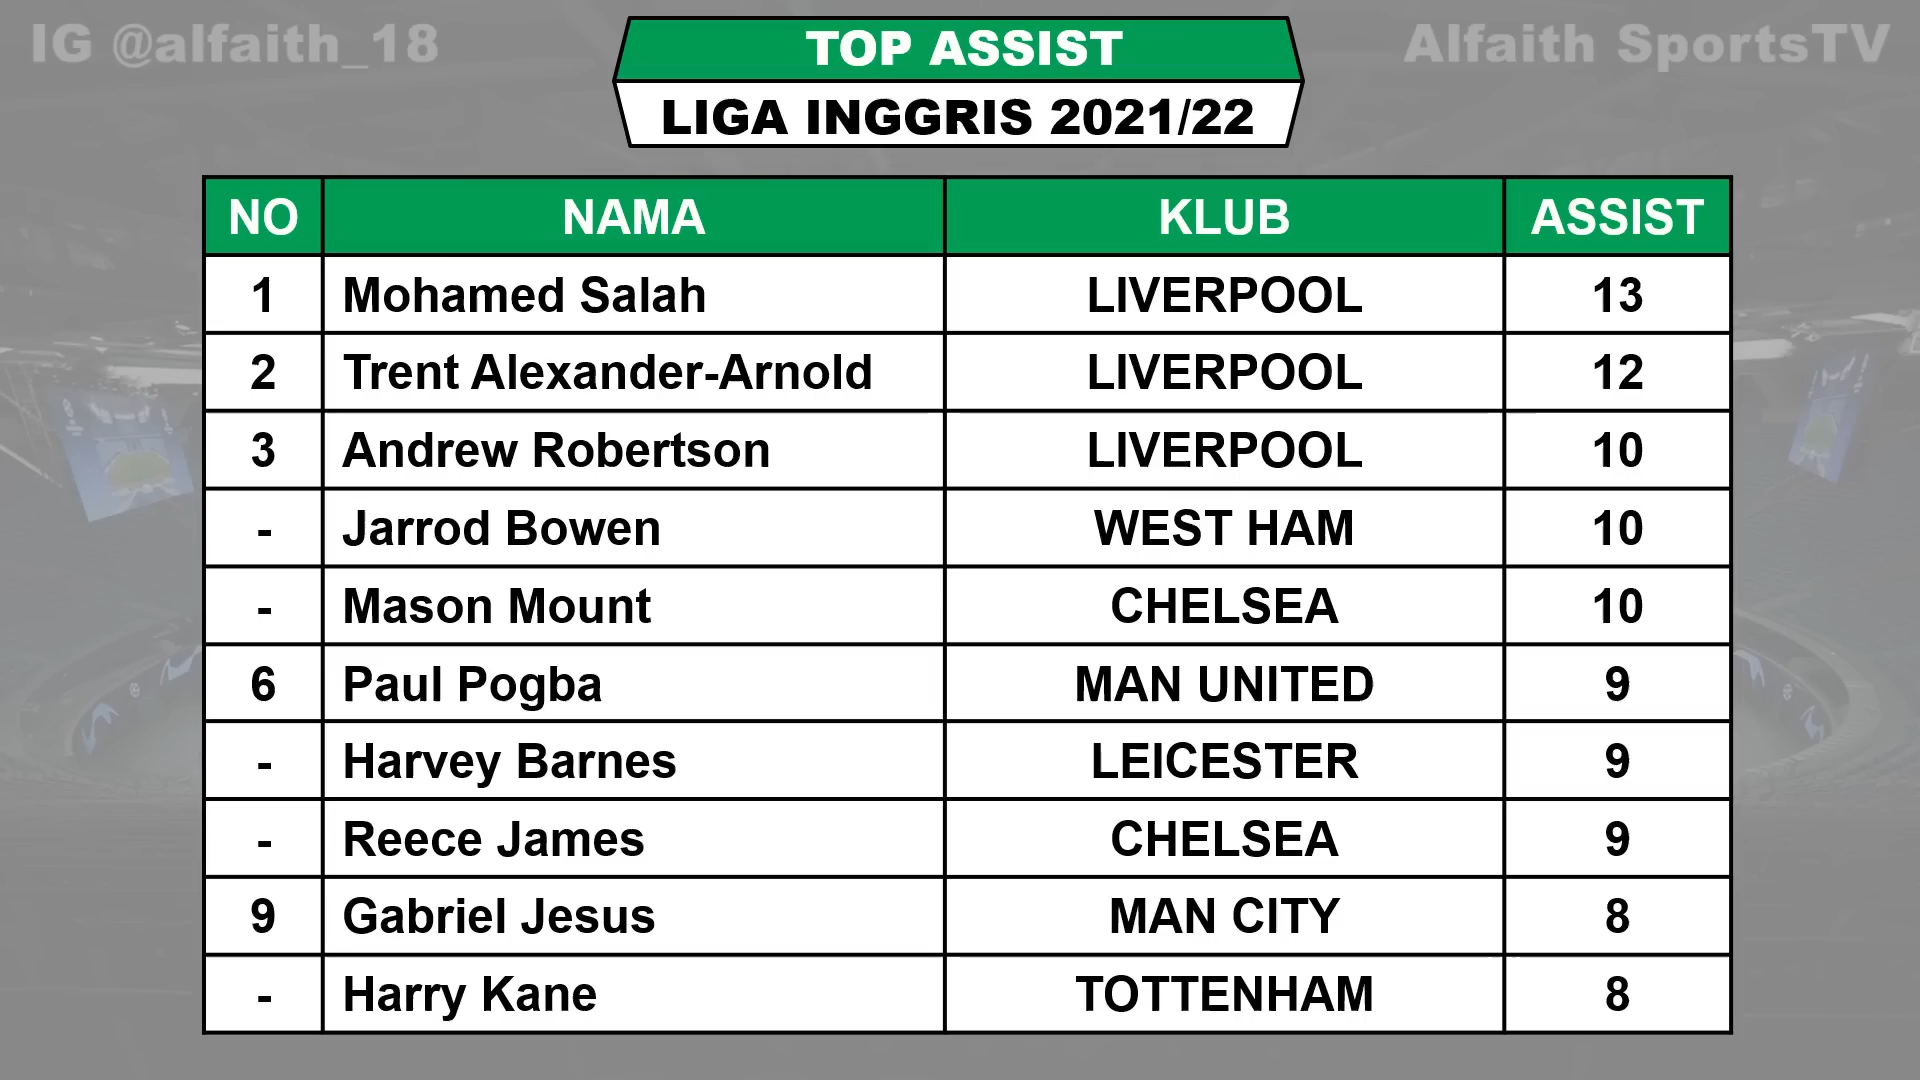 IG @alfaith_18
TOP ASSIST
Alfaith SportsTV
LIGA INGGRIS 2021/22
NO NAMA KLUB ASSIST
1 Mohamed Salah LIVERPOOL 13
2 Trent Alexander-Arnold LIVERPOOL 12
3 Andrew Robertson LIVERPOOL 10
- Jarrod Bowen WEST HAM 10
- Mason Mount CHELSEA 10
6 Paul Pogba MAN UNITED 9
- Harvey Barnes LEICESTER 9
- Reece James CHELSEA 9
9 Gabriel Jesus MAN CITY 8
- Harry Kane TOTTENHAM 8